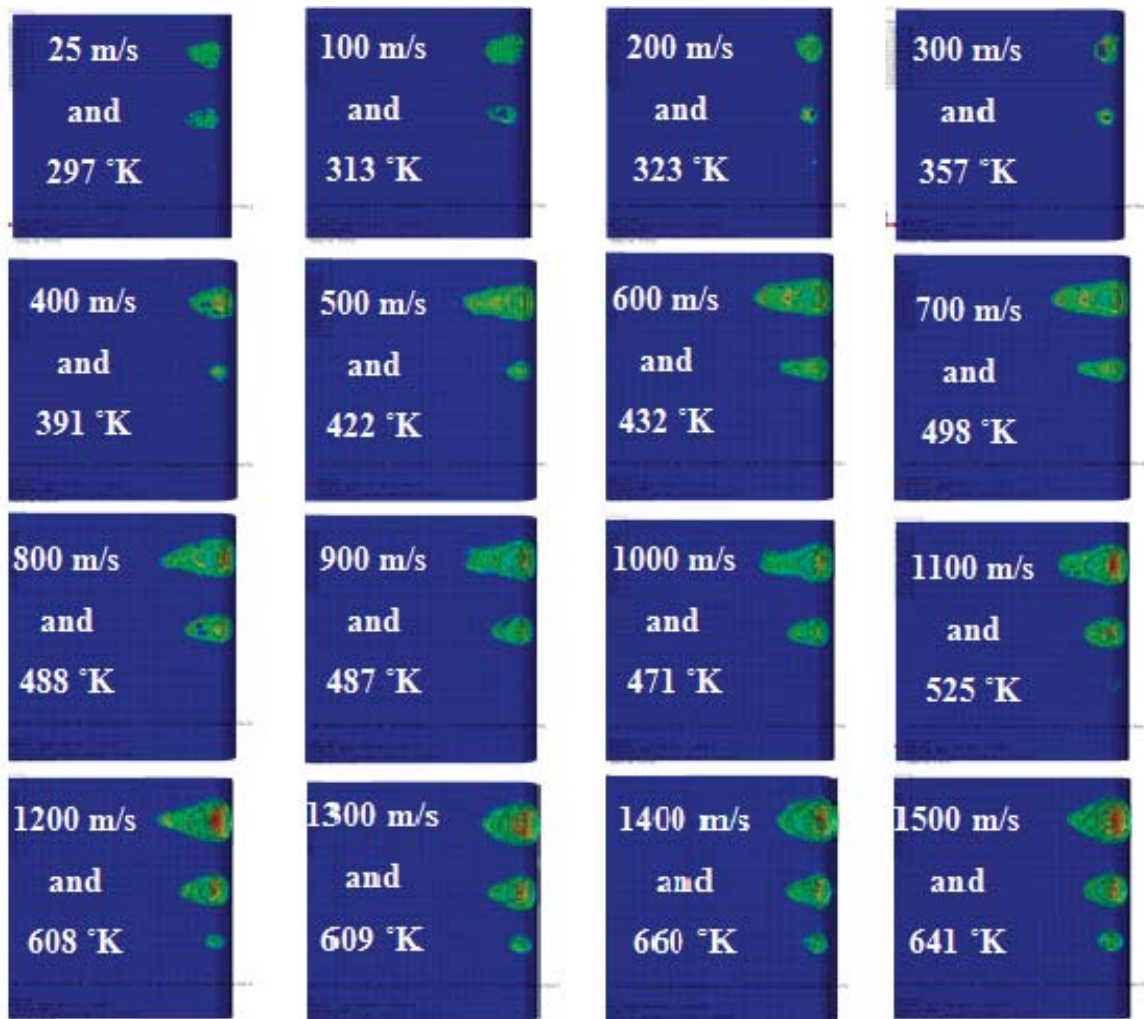 25 m/s
and
297 °K
100 m/s
and
313 °K
200 m/s
and
323 °K
300 m/s
and
357 °K
400 m/s
and
391 °K
500 m/s
and
422 °K
600 m/s
and
432 °K
700 m/s
and
498 °K
800 m/s
and
488 °K
900 m/s
and
487 °K
1000 m/s
and
471 °K
1100 m/s
and
525 °K
1200 m/s
and
608 °K
1300 m/s
and
609 °K
1400 m/s
and
660 °K
1500 m/s
and
641 °K